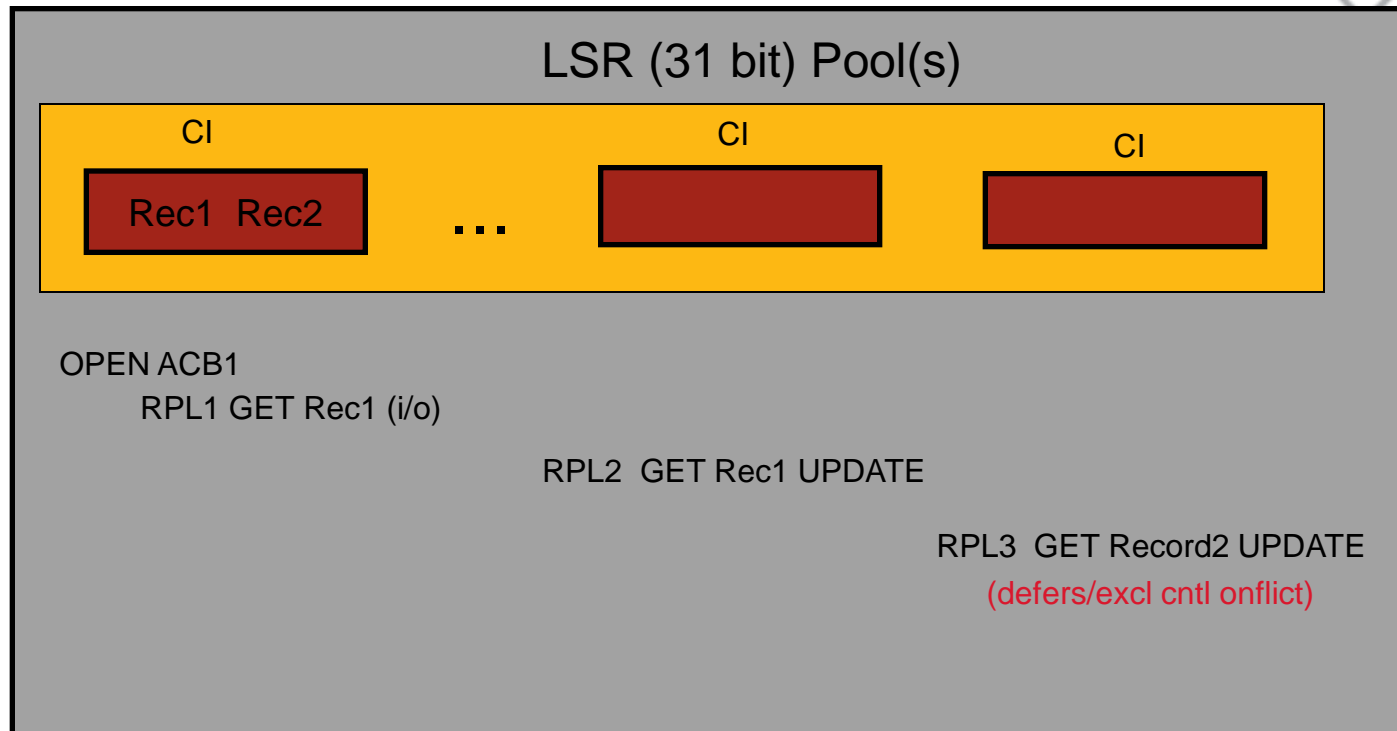 LSR (31 bit) Pool(s)
CI
CI
CI
Rec1 Rec2
...
OPEN ACB1
RPL1 GET Rec1 (i/o)
RPL2 GET Rec1 UPDATE
RPL3 GET Record2 UPDATE
(defers/excl cntl onflict)